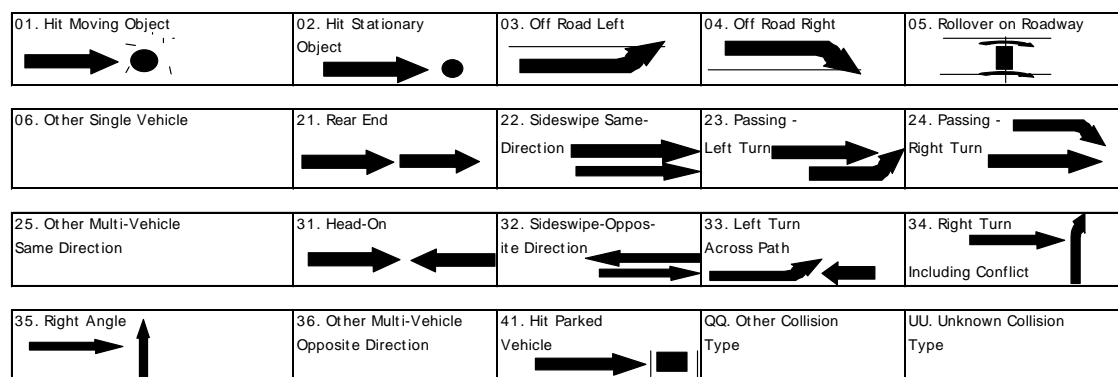 01. Hit Moving Object
02. Hit Stationary
Object
03. Off Road Left
04. Off Road Right
05. Rollover on Roadway
06. Other Single Vehicle
21. Rear End
22. Sideswipe Same-
Direction
23. Passing -
Left Turn
24. Passing -
Right Turn
25. Other Multi-Vehicle
Same Direction
31. Head-On
32. Sideswipe-Oppos-
ite Direction
33. Left Turn
Across Path
34. Right Turn
Including Conflict
35. Right Angle
36. Other Multi-Vehicle
Opposite Direction
41. Hit Parked
Vehicle
QQ. Other Collision
Type
UU. Unknown Collision
Type